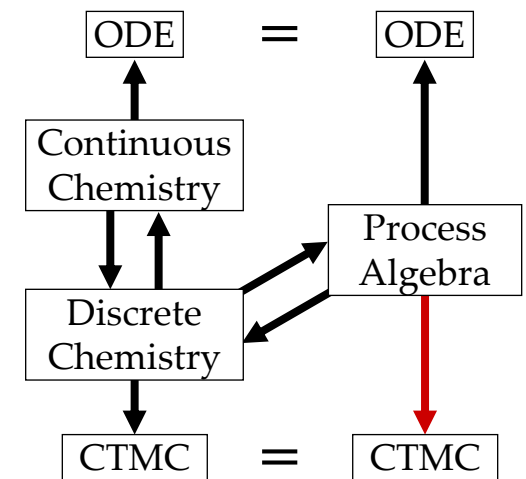 ODE = ODE
Continuous
Chemistry
Process
Algebra
Discrete
Chemistry
CTMC = CTMC